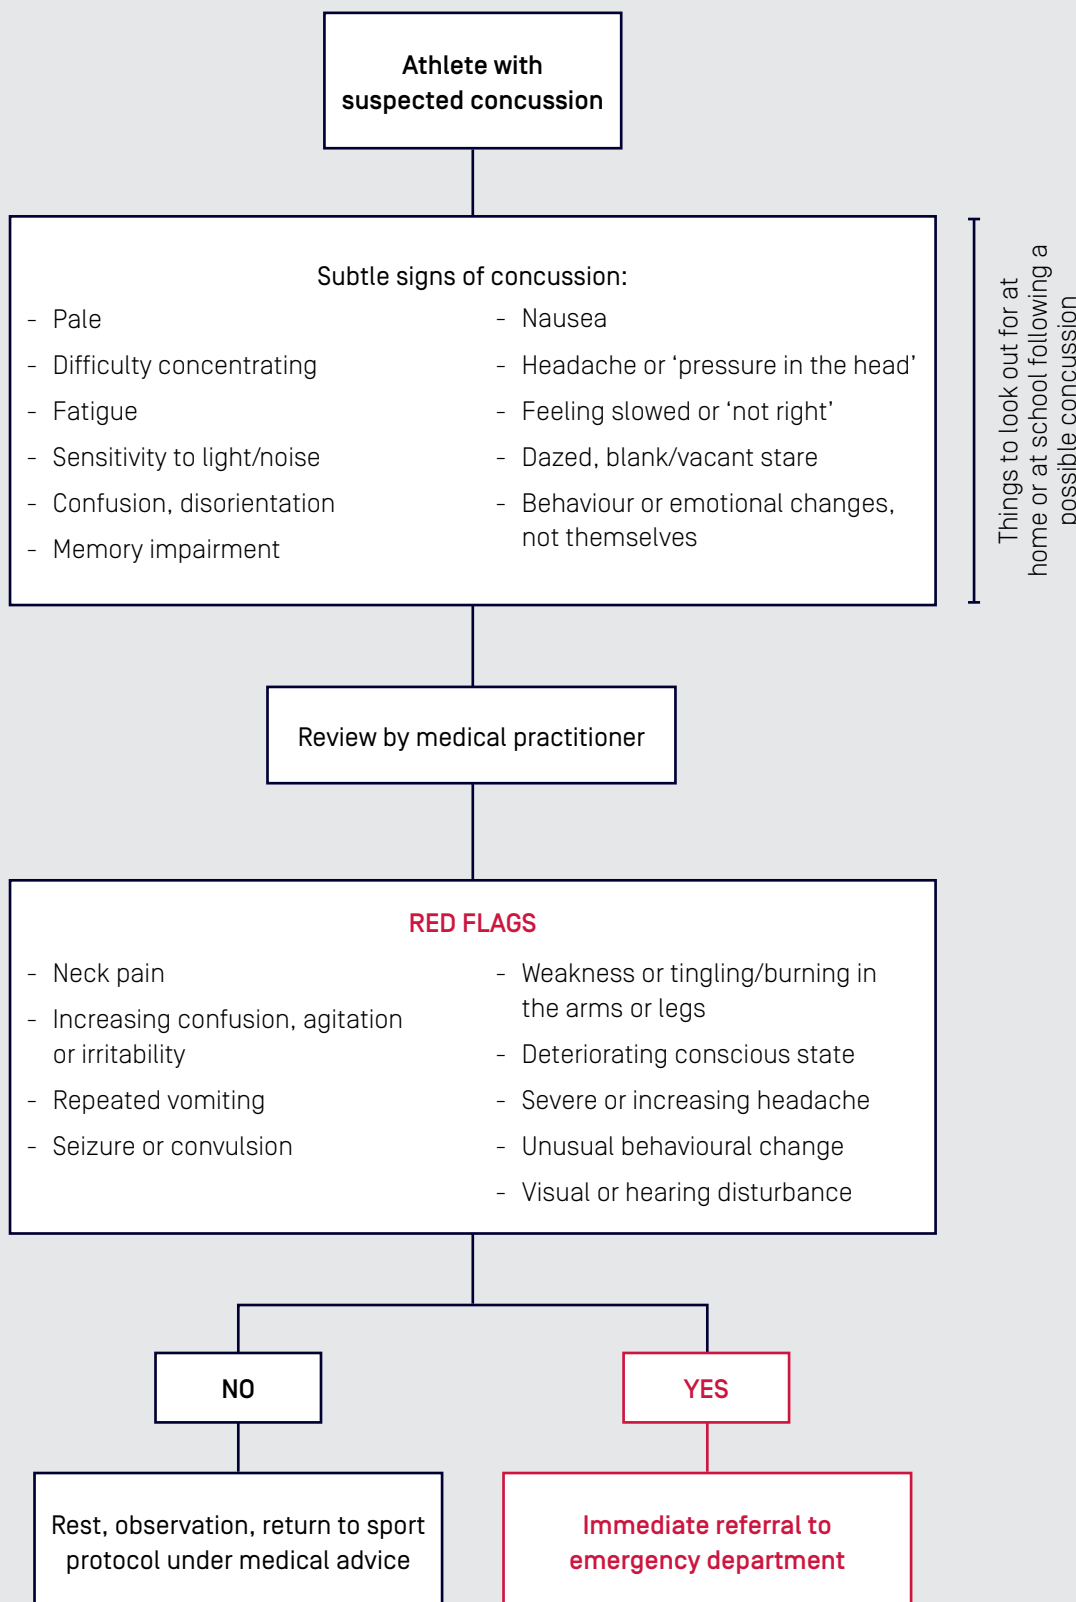 Athlete with
suspected concussion
Subtle signs of concussion:
- Pale
- Difficulty concentrating
- Fatigue
- Sensitivity to light/noise
- Confusion, disorientation
- Memory impairment
- Nausea
- Headache or ‘pressure in the head’
- Feeling slowed or ‘not right’
- Dazed, blank/vacant stare
- Behaviour or emotional changes,
not themselves
Things to look out for at
home or at school following a
possible concussion
Review by medical practitioner
RED FLAGS
- Neck pain
- Increasing confusion, agitation
or irritability
- Repeated vomiting
- Seizure or convulsion
- Weakness or tingling/burning in
the arms or legs
- Deteriorating conscious state
- Severe or increasing headache
- Unusual behavioural change
- Visual or hearing disturbance
NO
YES
Rest, observation, return to sport
protocol under medical advice
Immediate referral to
emergency department